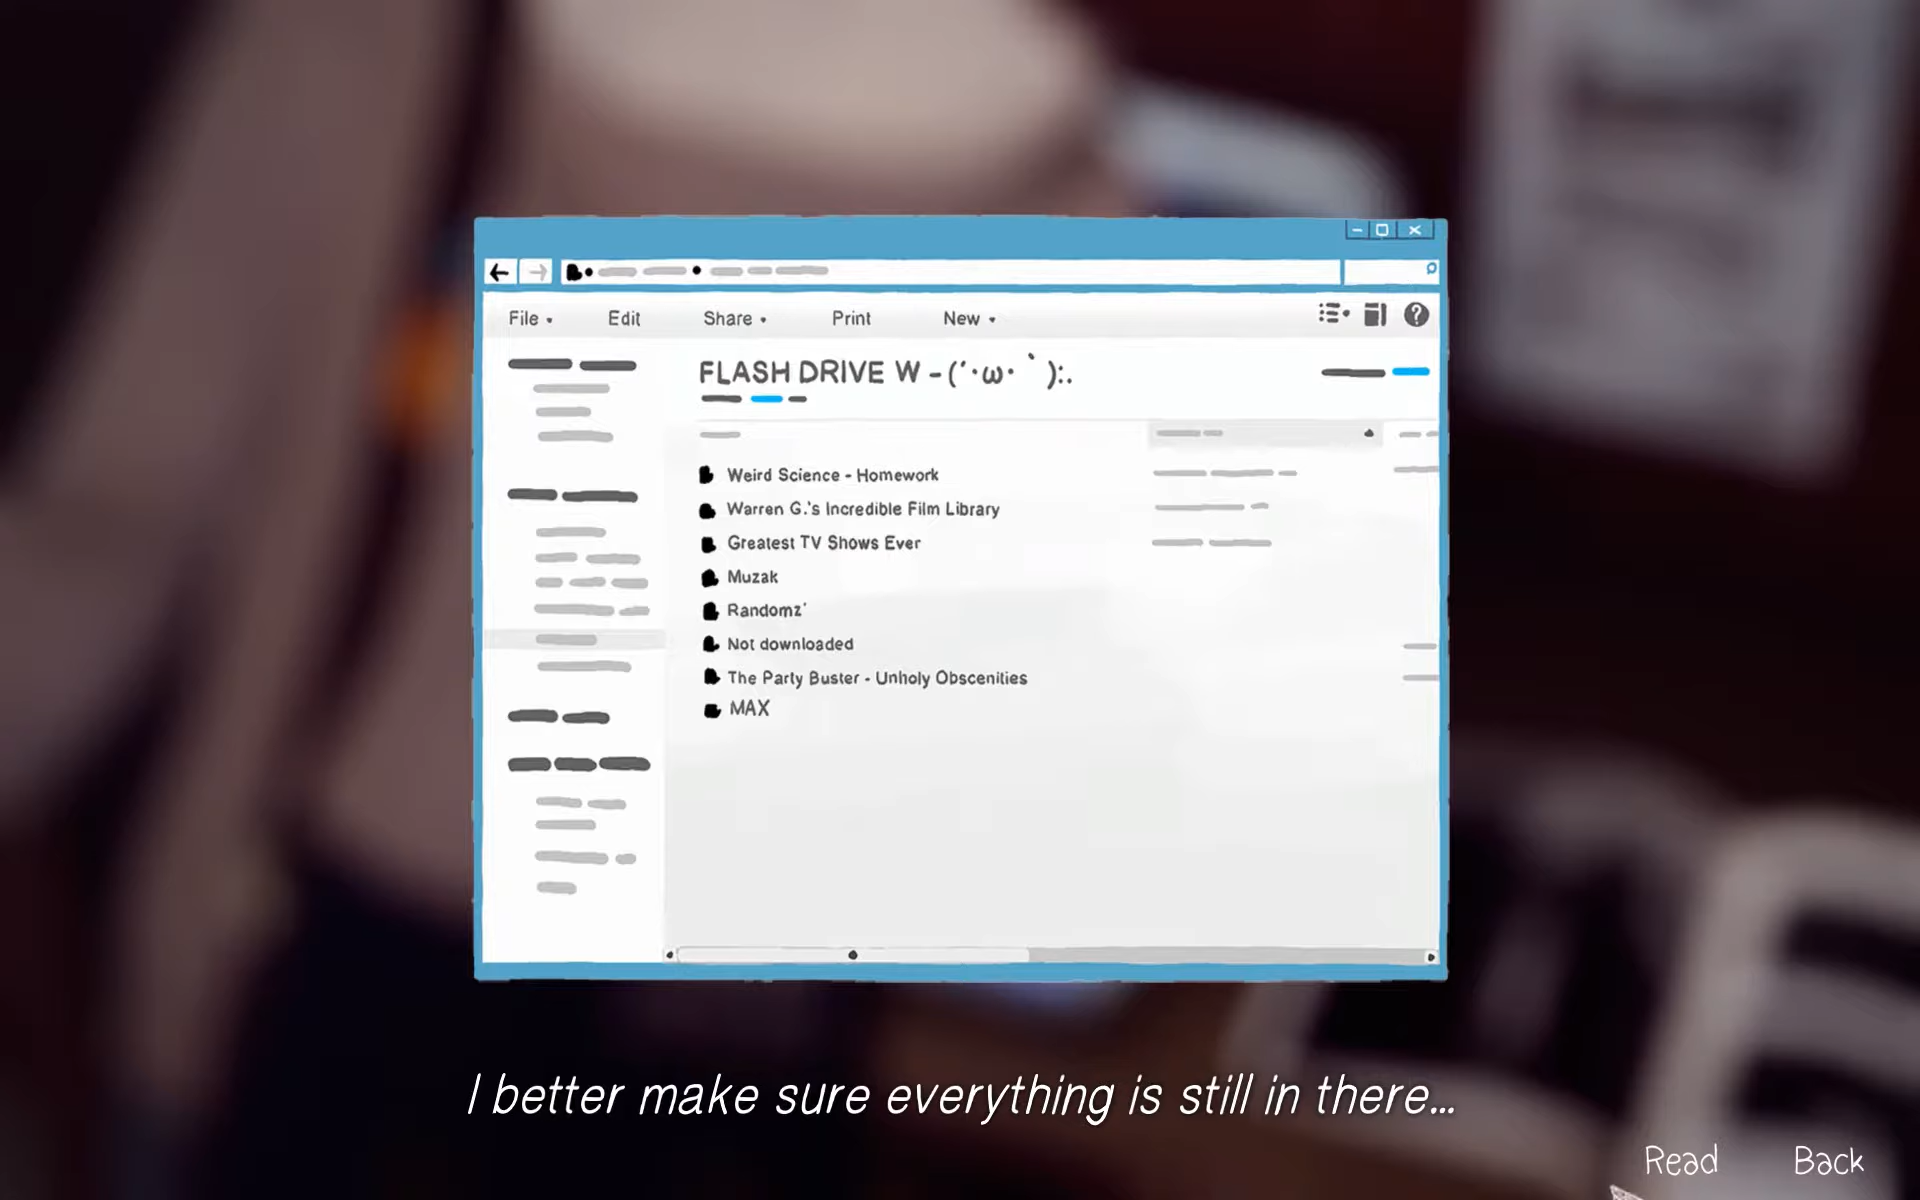 File
Edit
Share
Print
New
FLASH DRIVE W - (´･ω･｀):.
Weird Science - Homework
Warren G.'s Incredible Film Library
Greatest TV Shows Ever
Muzak
Randomz'
Not downloaded
The Party Buster - Unholy Obscenities
MAX
I better make sure everything is still in there...
Read
Back